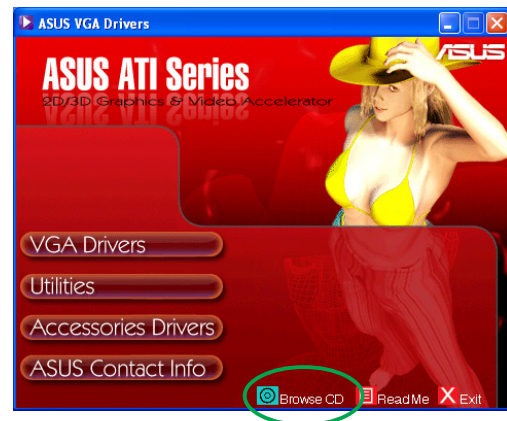 ASUS VGA Drivers
ASUS
ASUS ATI Series
2D/3D Graphics & Video Accelerator
VGA Drivers
Utilities
Accessories Drivers
ASUS Contact Info
Browse CD
ReadMe
Exit